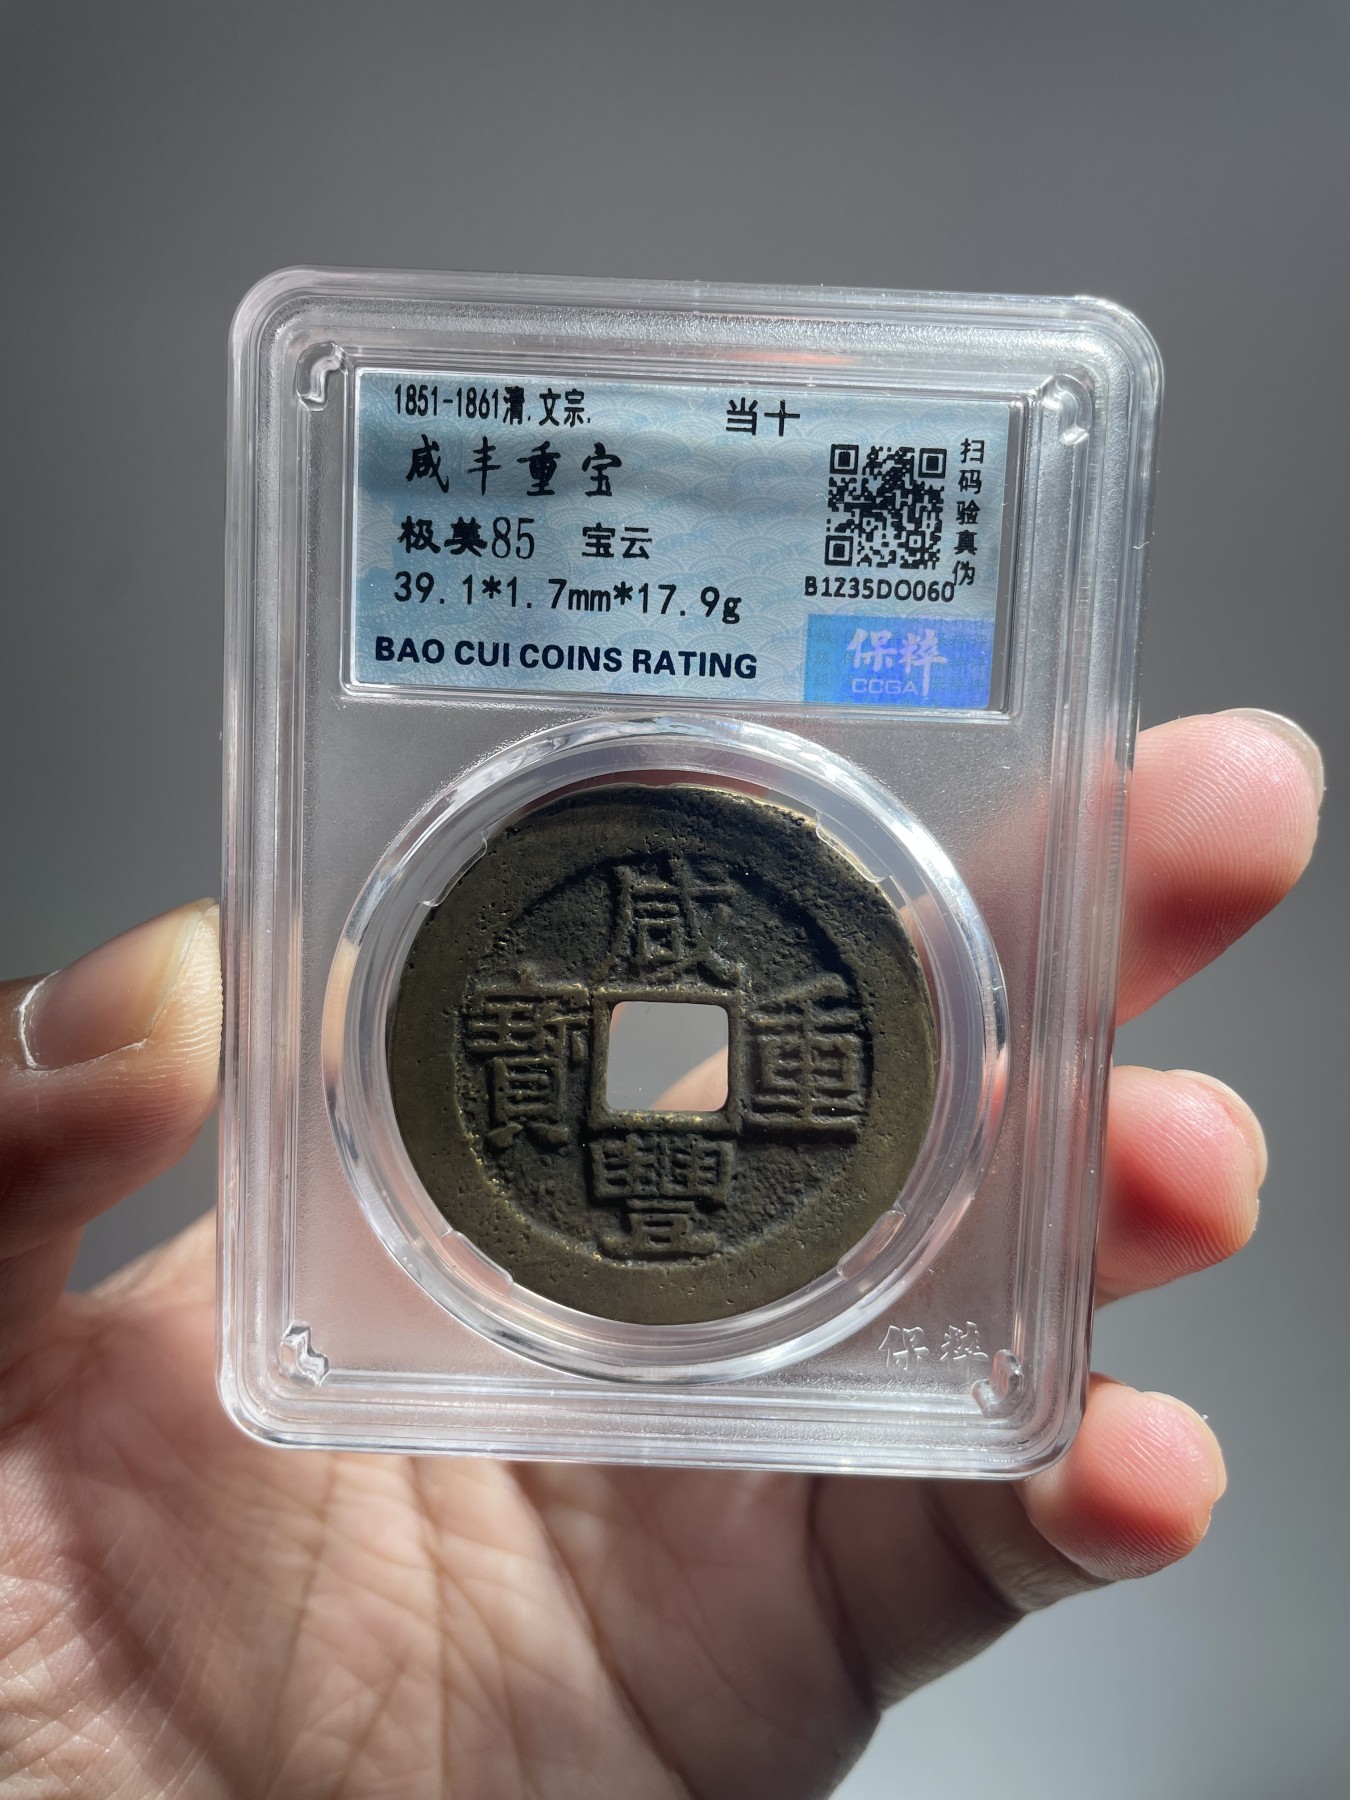 1851-1861清.文宗.
当十
咸丰重宝
极美85 宝云
39.1*1.7mm*17.9g
BAO CUI COINS RATING
扫码验真伪
B1Z35DO060
保粹
CCGA
咸
寶 重
豐
保粹